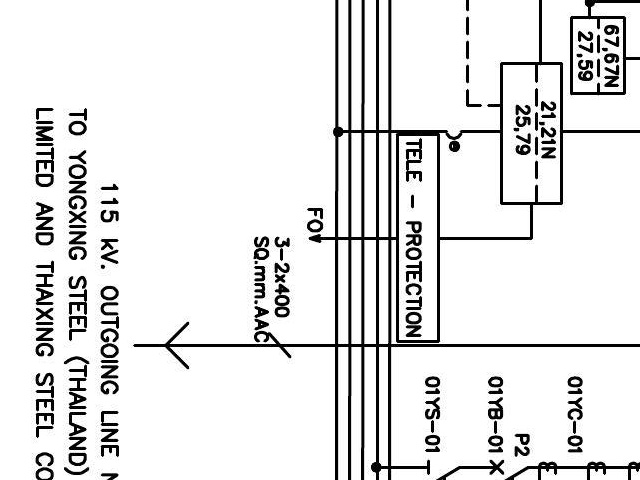 67,67N
27,59
21,21N
25,79
TELE - PROTECTION
FO
3-2x400
SQ.mm.AAC
115 kV. OUTGOING LINE
TO YONGXING STEEL (THAILAND)
LIMITED AND THAIXING STEEL CO
01YC-01
P2
01YB-01
01YS-01